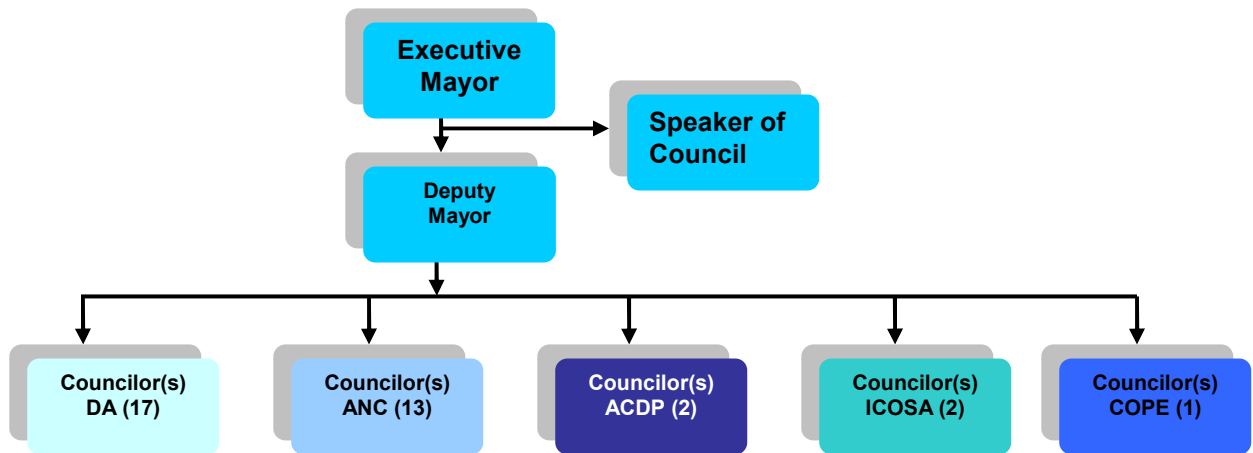 Executive
Mayor
Speaker of
Council
Deputy
Mayor
Councilor(s)
DA (17)
Councilor(s)
ANC (13)
Councilor(s)
ACDP (2)
Councilor(s)
ICOSA (2)
Councilor(s)
COPE (1)